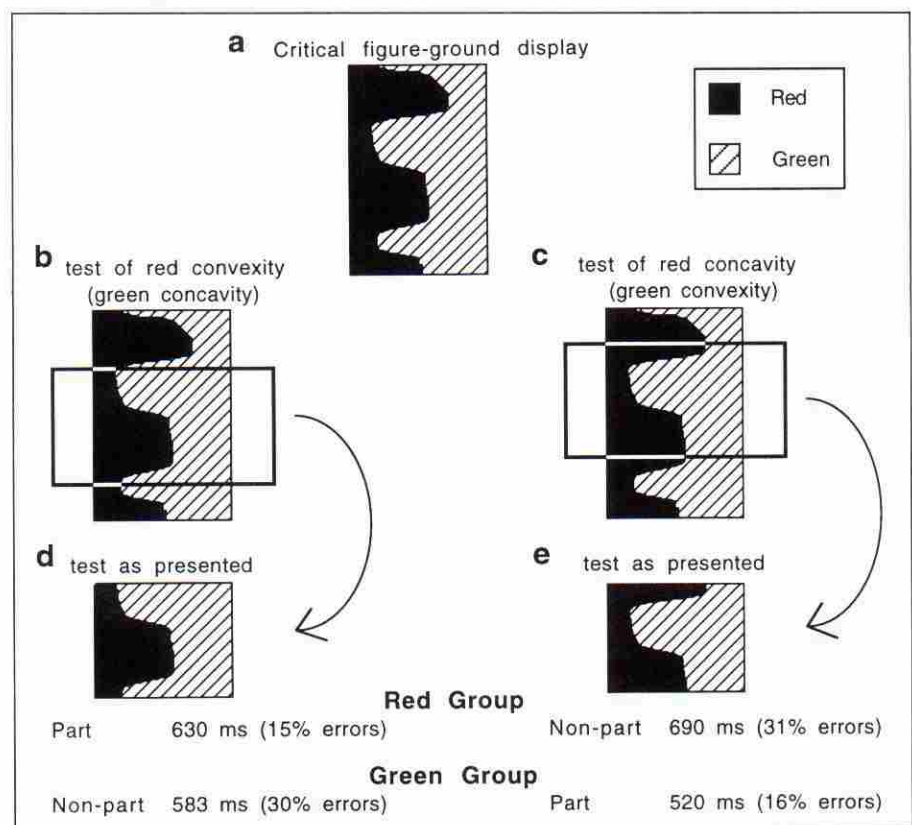 a Critical figure-ground display
Red
Green
b test of red convexity
(green concavity)
c test of red concavity
(green convexity)
d test as presented
e test as presented
Red Group
Part 630 ms (15% errors)
Non-part 690 ms (31% errors)
Green Group
Non-part 583 ms (30% errors)
Part 520 ms (16% errors)